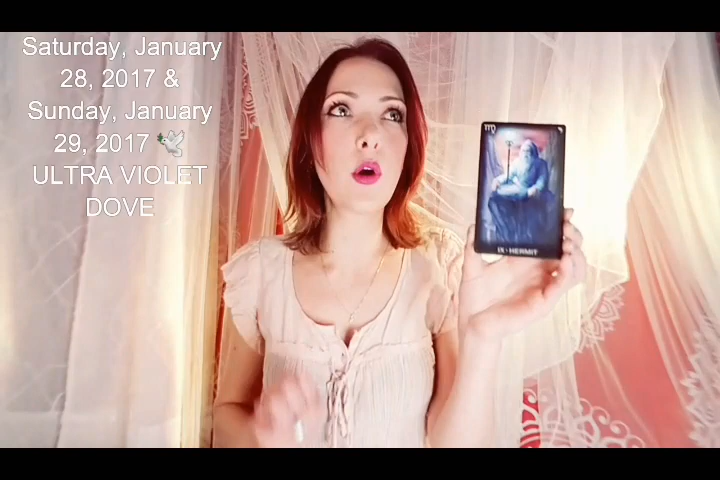 Saturday, January
28, 2017 &
Sunday, January
29, 2017 🕊
ULTRA VIOLET
DOVE
♍
IX · HERMIT